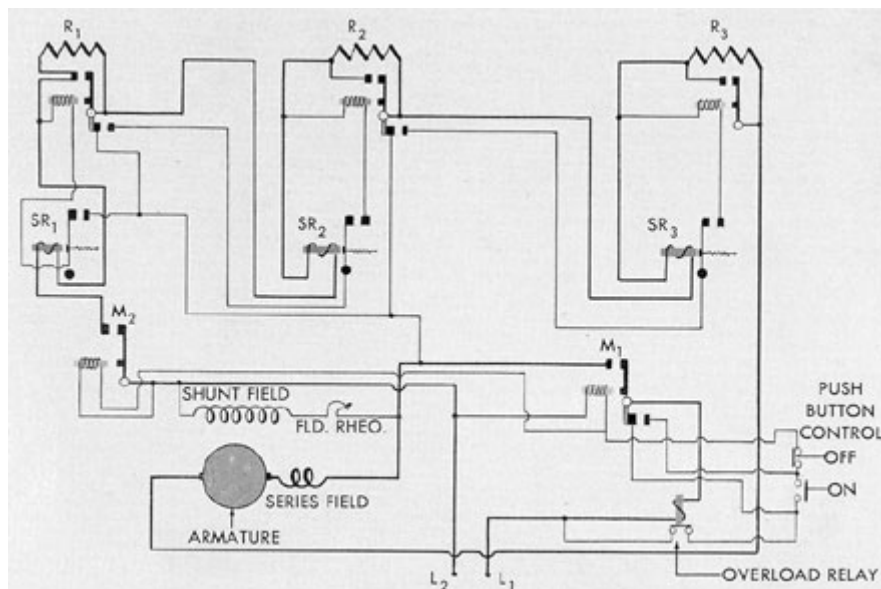 R1
R2
R3
SR1
SR2
SR3
M2
M1
SHUNT FIELD
FLD. RHEO.
PUSH
BUTTON
CONTROL
OFF
ON
SERIES FIELD
ARMATURE
L2
L1
OVERLOAD RELAY